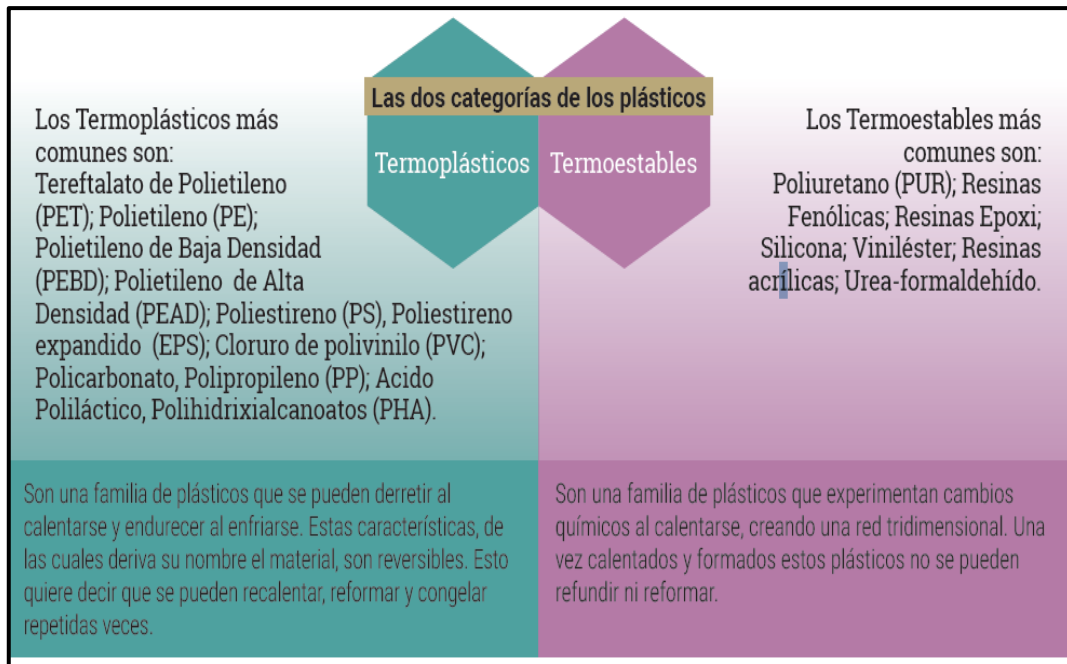 Las dos categorías de los plásticos
Termoplásticos
Termoestables
Los Termoplásticos más
comunes son:
Tereftalato de Polietileno
(PET); Polietileno (PE);
Polietileno de Baja Densidad
(PEBD); Polietileno de Alta
Densidad (PEAD); Poliestireno (PS), Poliestireno
expandido (EPS); Cloruro de polivinilo (PVC);
Policarbonato, Polipropileno (PP); Acido
Poliláctico, Polihidrixialcanoatos (PHA).
Los Termoestables más
comunes son:
Poliuretano (PUR); Resinas
Fenólicas; Resinas Epoxi;
Silicona; Viniléster; Resinas
acrílicas; Urea-formaldehído.
Son una familia de plásticos que se pueden derretir al
calentarse y endurecer al enfriarse. Estas características, de
las cuales deriva su nombre el material, son reversibles. Esto
quiere decir que se pueden recalentar, reformar y congelar
repetidas veces.
Son una familia de plásticos que experimentan cambios
químicos al calentarse, creando una red tridimensional. Una
vez calentados y formados estos plásticos no se pueden
refundir ni reformar.